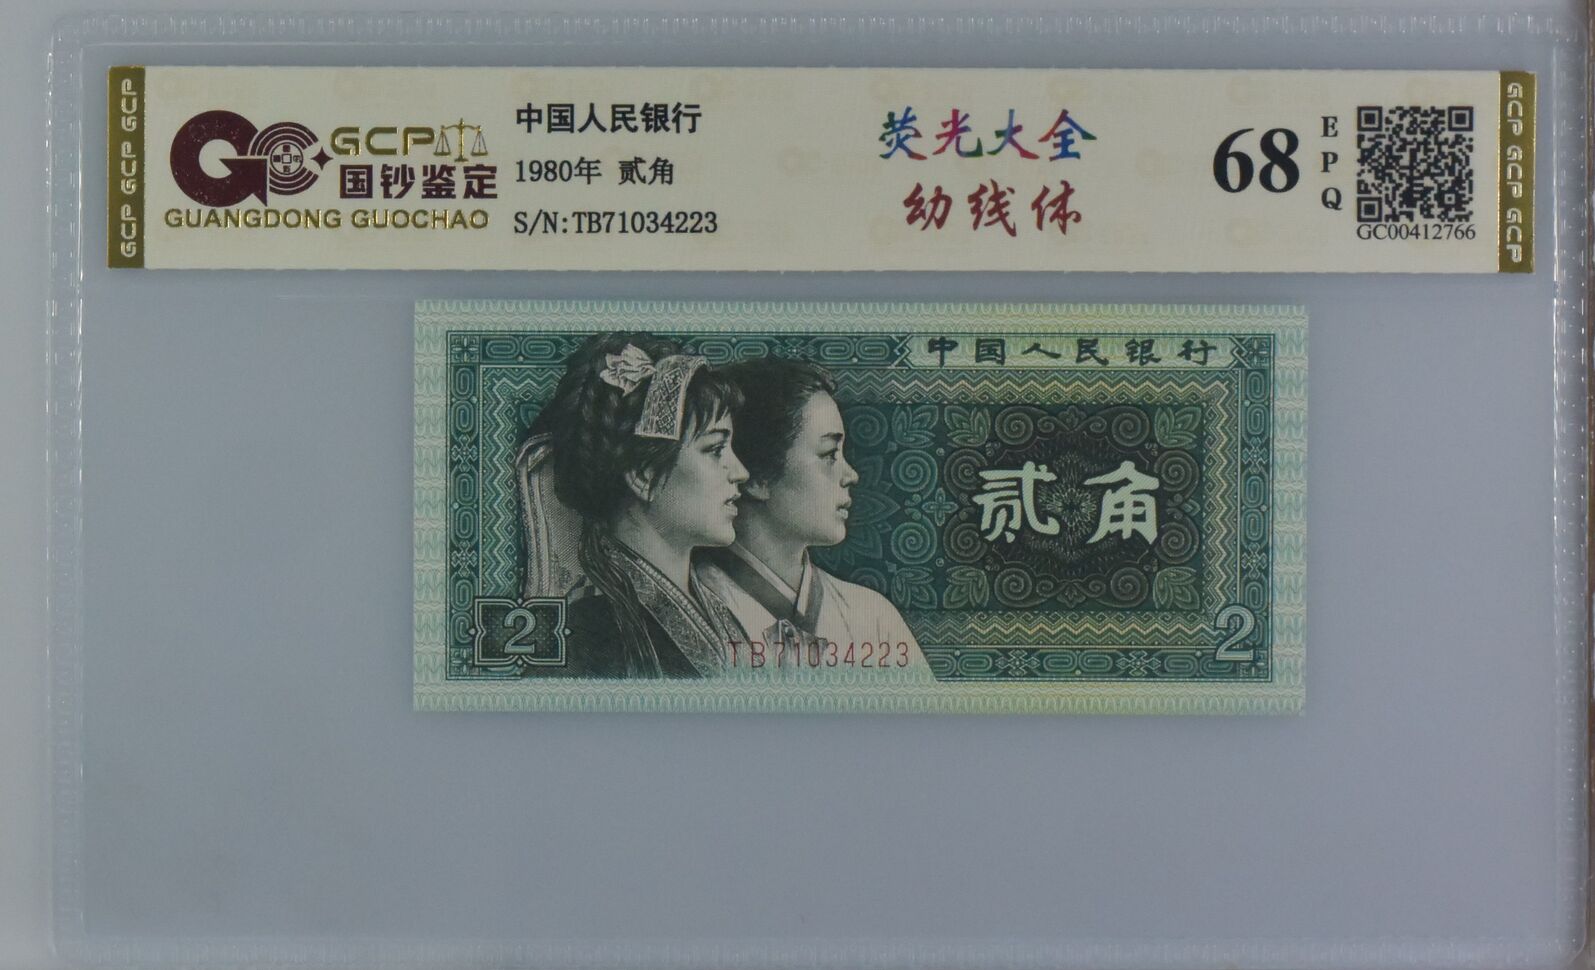 GCP GCP GCP
GCP
国钞鉴定
GUANGDONG GUOCHAO
中国人民银行
1980年 贰角
S/N:TB71034223
荧光大全
幼线体
68
E
P
Q
GC00412766
GCP GCP GCP
中国人民银行
贰角
2
2
TB71034223